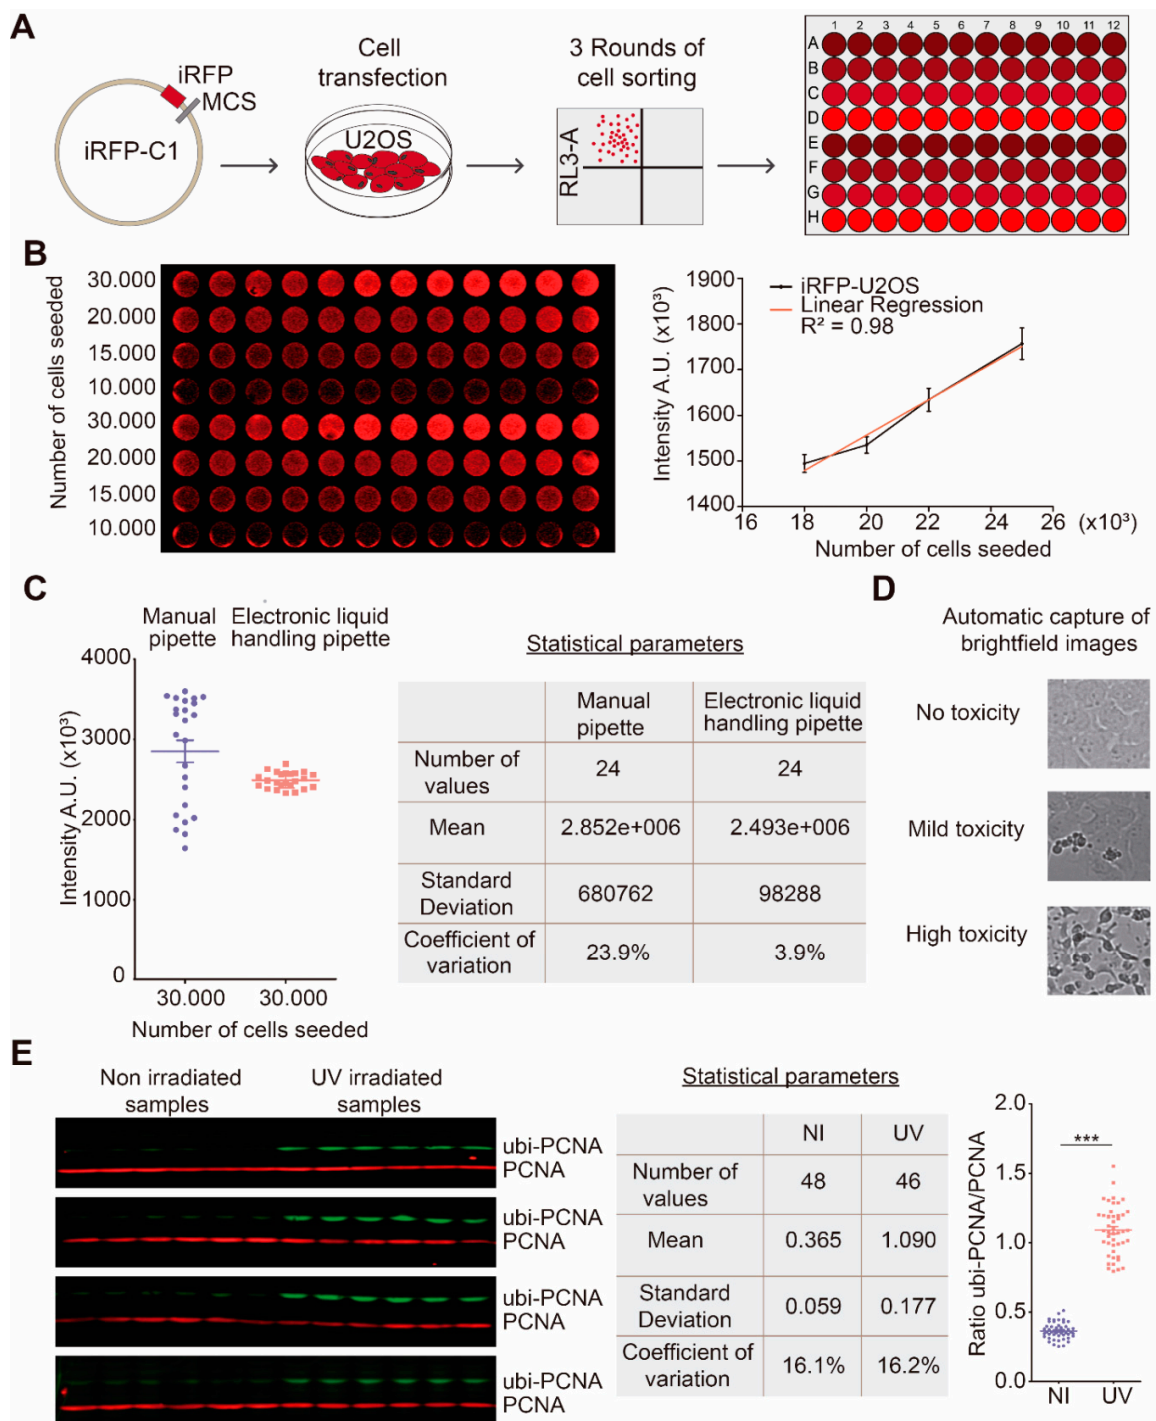 A
iRFP
MCS
iRFP-C1
Cell
transfection
U2OS
3 Rounds of
cell sorting
RL3-A
1 2 3 4 5 6 7 8 9 10 11 12
A
B
C
D
E
F
G
H
B
Number of cells seeded
30.000
20.000
15.000
10.000
30.000
20.000
15.000
10.000
Intensity A.U. (x10³)
1900
1800
1700
1600
1500
1400
iRFP-U2OS
Linear Regression
R² = 0.98
16 18 20 22 24 26 (x10³)
Number of cells seeded
C
Manual
pipette
Electronic liquid
handling pipette
Intensity A.U. (x10³)
4000
3000
2000
1000
0
30.000 30.000
Number of cells seeded
Statistical parameters
Manual
pipette
Electronic liquid
handling pipette
Number of
values
24 24
Mean 2.852e+006 2.493e+006
Standard
Deviation
680762 98288
Coefficient of
variation
23.9% 3.9%
D
Automatic capture of
brightfield images
No toxicity
Mild toxicity
High toxicity
E
Non irradiated
samples
UV irradiated
samples
ubi-PCNA
PCNA
ubi-PCNA
PCNA
ubi-PCNA
PCNA
ubi-PCNA
PCNA
Statistical parameters
NI UV
Number of
values
48 46
Mean 0.365 1.090
Standard
Deviation
0.059 0.177
Coefficient of
variation
16.1% 16.2%
Ratio ubi-PCNA/PCNA
2.0
1.5
1.0
0.5
0.0
***
NI UV